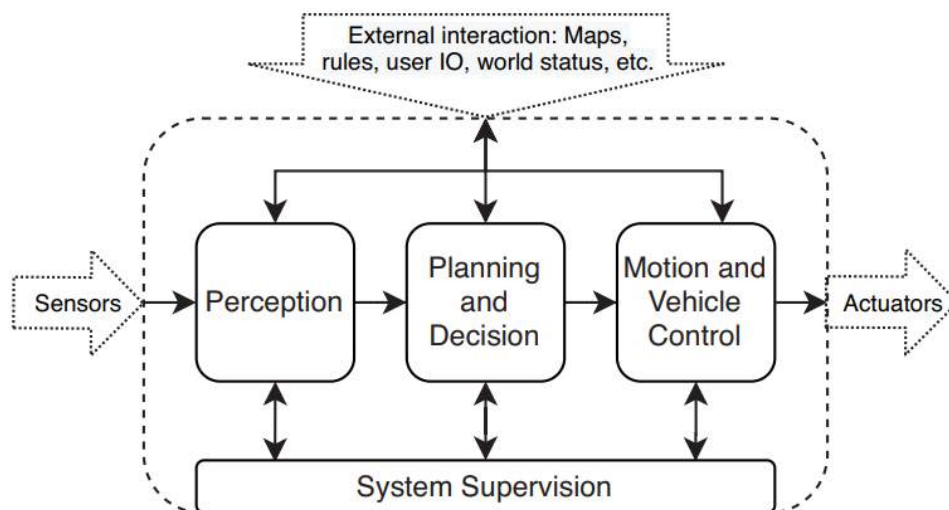 External interaction: Maps,
rules, user IO, world status, etc.
Sensors
Perception
Planning
and
Decision
Motion and
Vehicle
Control
Actuators
System Supervision